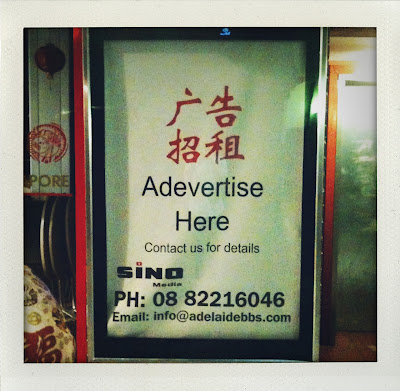 广告
招租
Adevertise
Here
Contact us for details
SINO
Media
PH: 08 82216046
Email: info@adelaidebbs.com
PORE
福